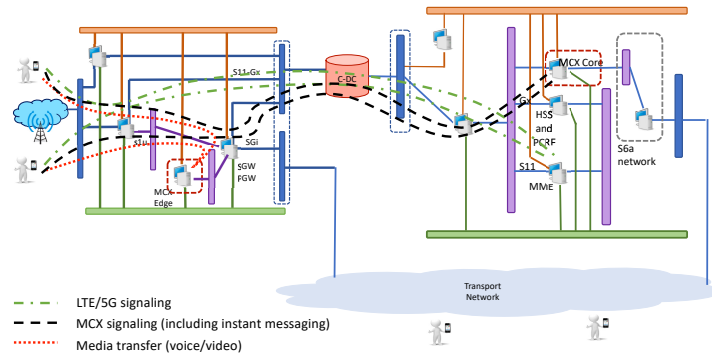 S11-Gx
C-DC
MCX Core
Gx
HSS
and
PCRF
S1u
SGi
SGW
PGW
MCX
Edge
S11
MME
S6a
network
Transport
Network
LTE/5G signaling
MCX signaling (including instant messaging)
Media transfer (voice/video)